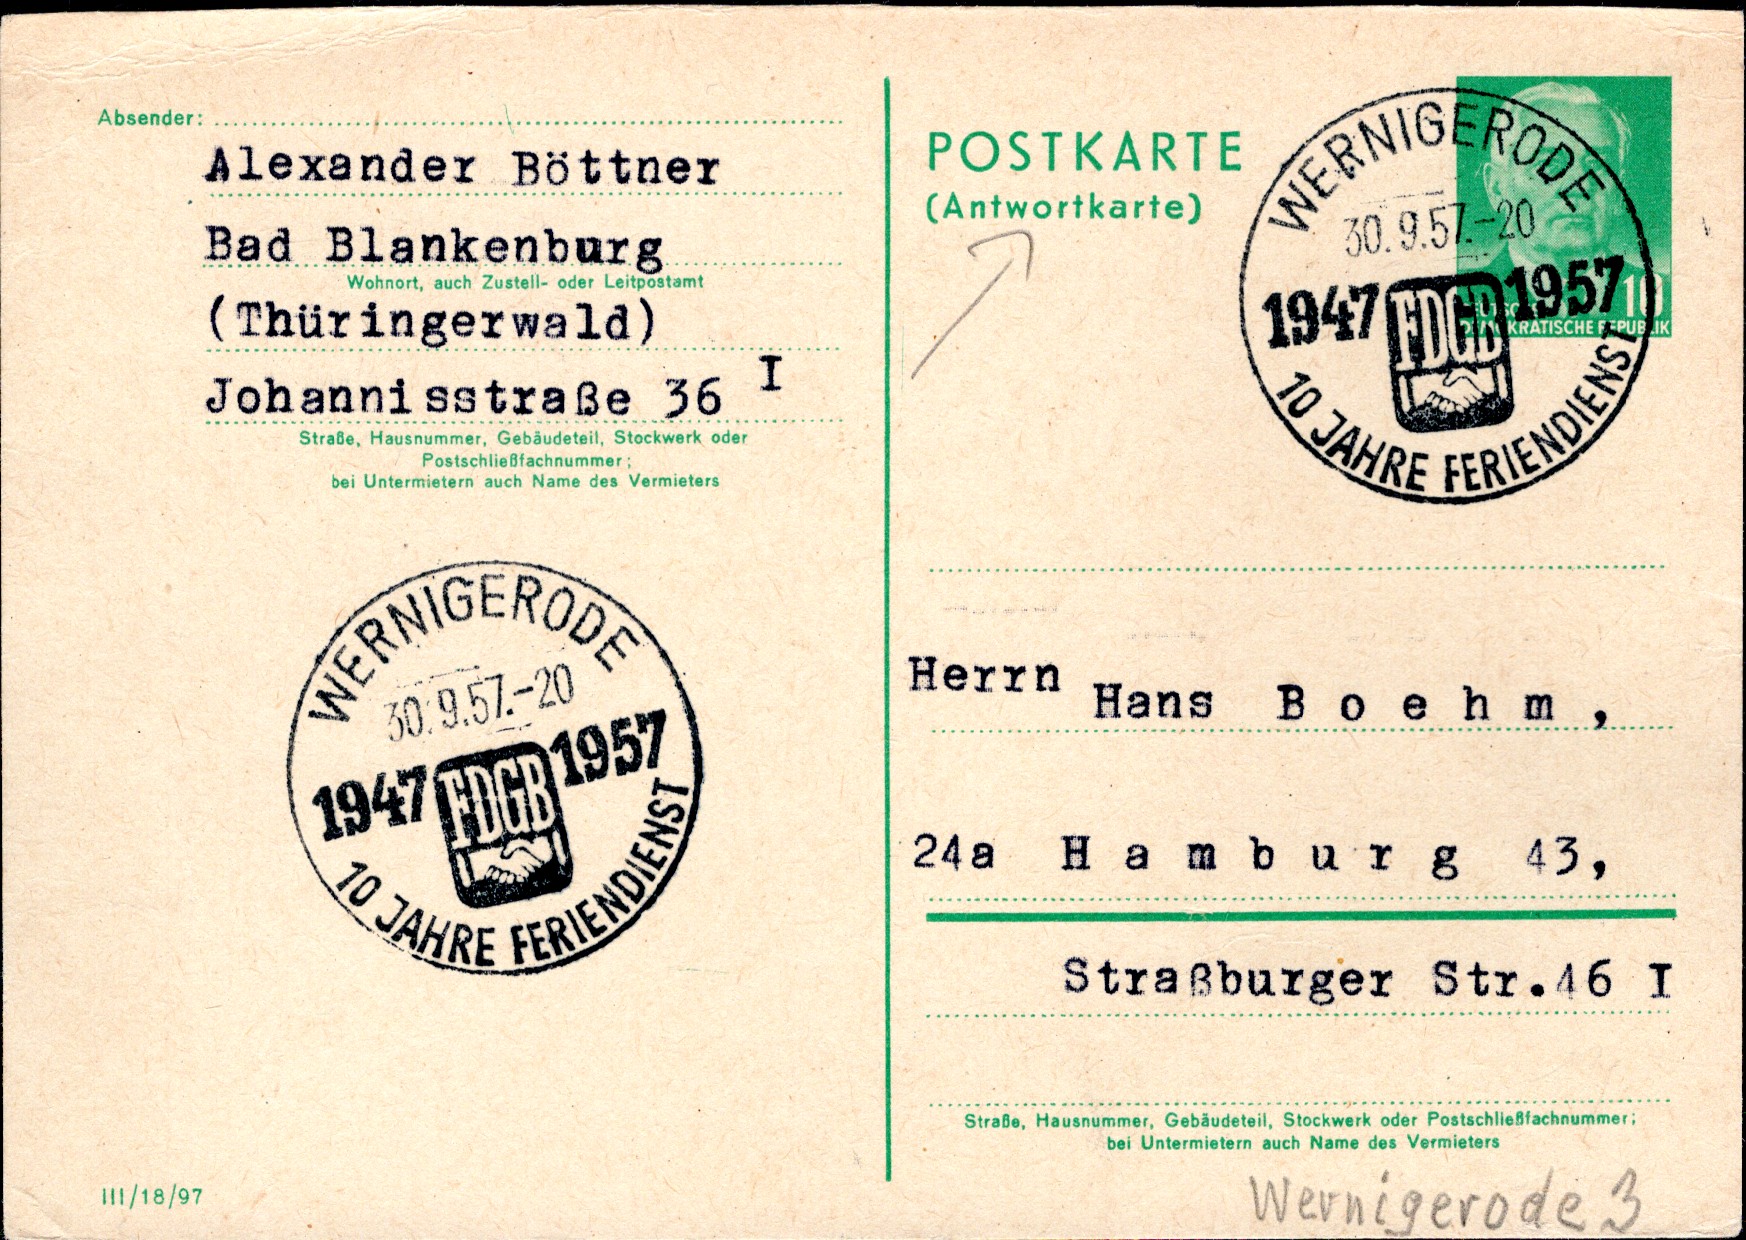 Absender:
Alexander Böttner
Bad Blankenburg
Wohnort, auch Zustell- oder Leitpostamt
(Thüringerwald)
Johannisstraße 36 I
Straße, Hausnummer, Gebäudeteil, Stockwerk oder
Postschließfachnummer;
bei Untermietern auch Name des Vermieters
WERNIGERODE
30.9.57.-20
1947 FDGB 1957
10 JAHRE FERIENDIENST
III/18/97
POSTKARTE
(Antwortkarte)
WERNIGERODE
30.9.57.-20
1947 FDGB 1957
10 JAHRE FERIENDIENST
10
DEMOKRATISCHE REPUBLIK
Herrn Hans Boehm,
24a Hamburg 43,
Straßburger Str.46 I
Straße, Hausnummer, Gebäudeteil, Stockwerk oder Postschließfachnummer;
bei Untermietern auch Name des Vermieters
Wernigerode 3